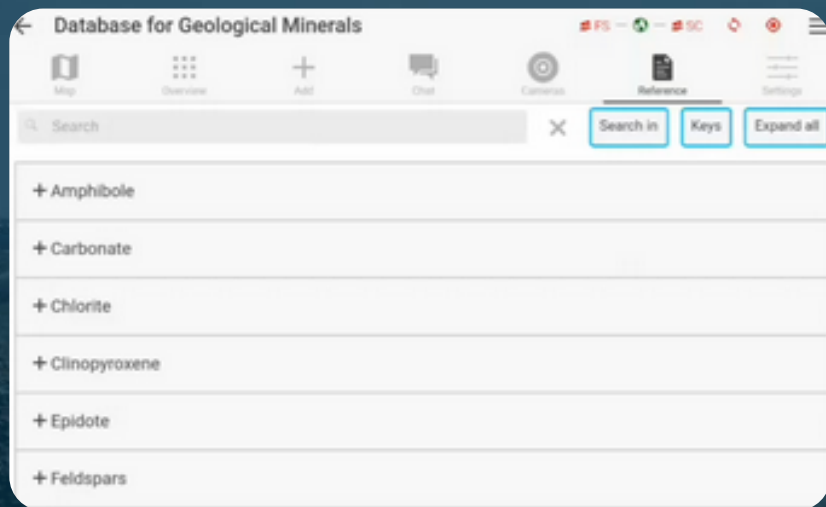 Database for Geological Minerals
FS
SC
Map
Overview
Add
Chat
Cameras
Reference
Settings
Search
Search in
Keys
Expand all
+ Amphibole
+ Carbonate
+ Chlorite
+ Clinopyroxene
+ Epidote
+ Feldspars